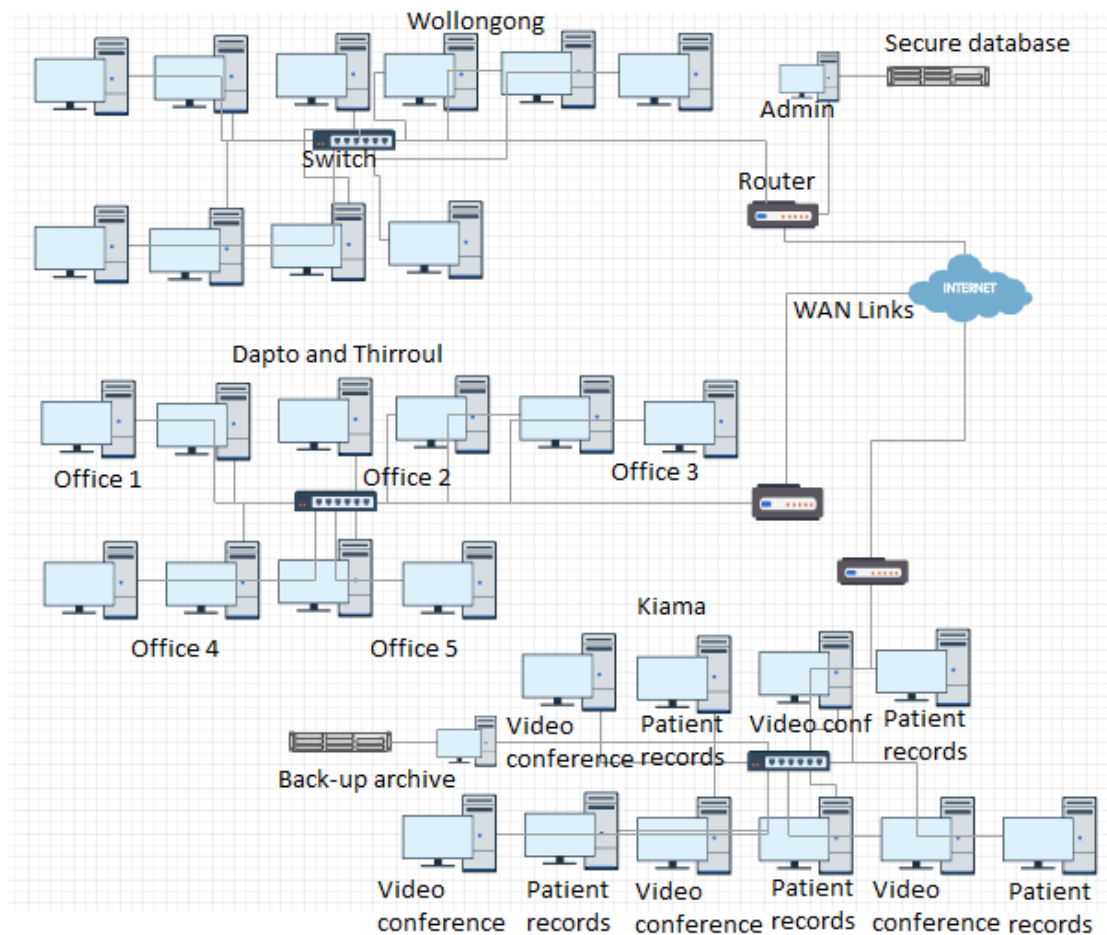 Wollongong
Secure database
Admin
Switch
Router
INTERNET
WAN Links
Dapto and Thirroul
Office 1
Office 2
Office 3
Office 4
Office 5
Kiama
Video
conference
Patient
records
Video conf
Patient
records
Back-up archive
Video
conference
Patient
records
Video
conference
Patient
records
Video
conference
Patient
records